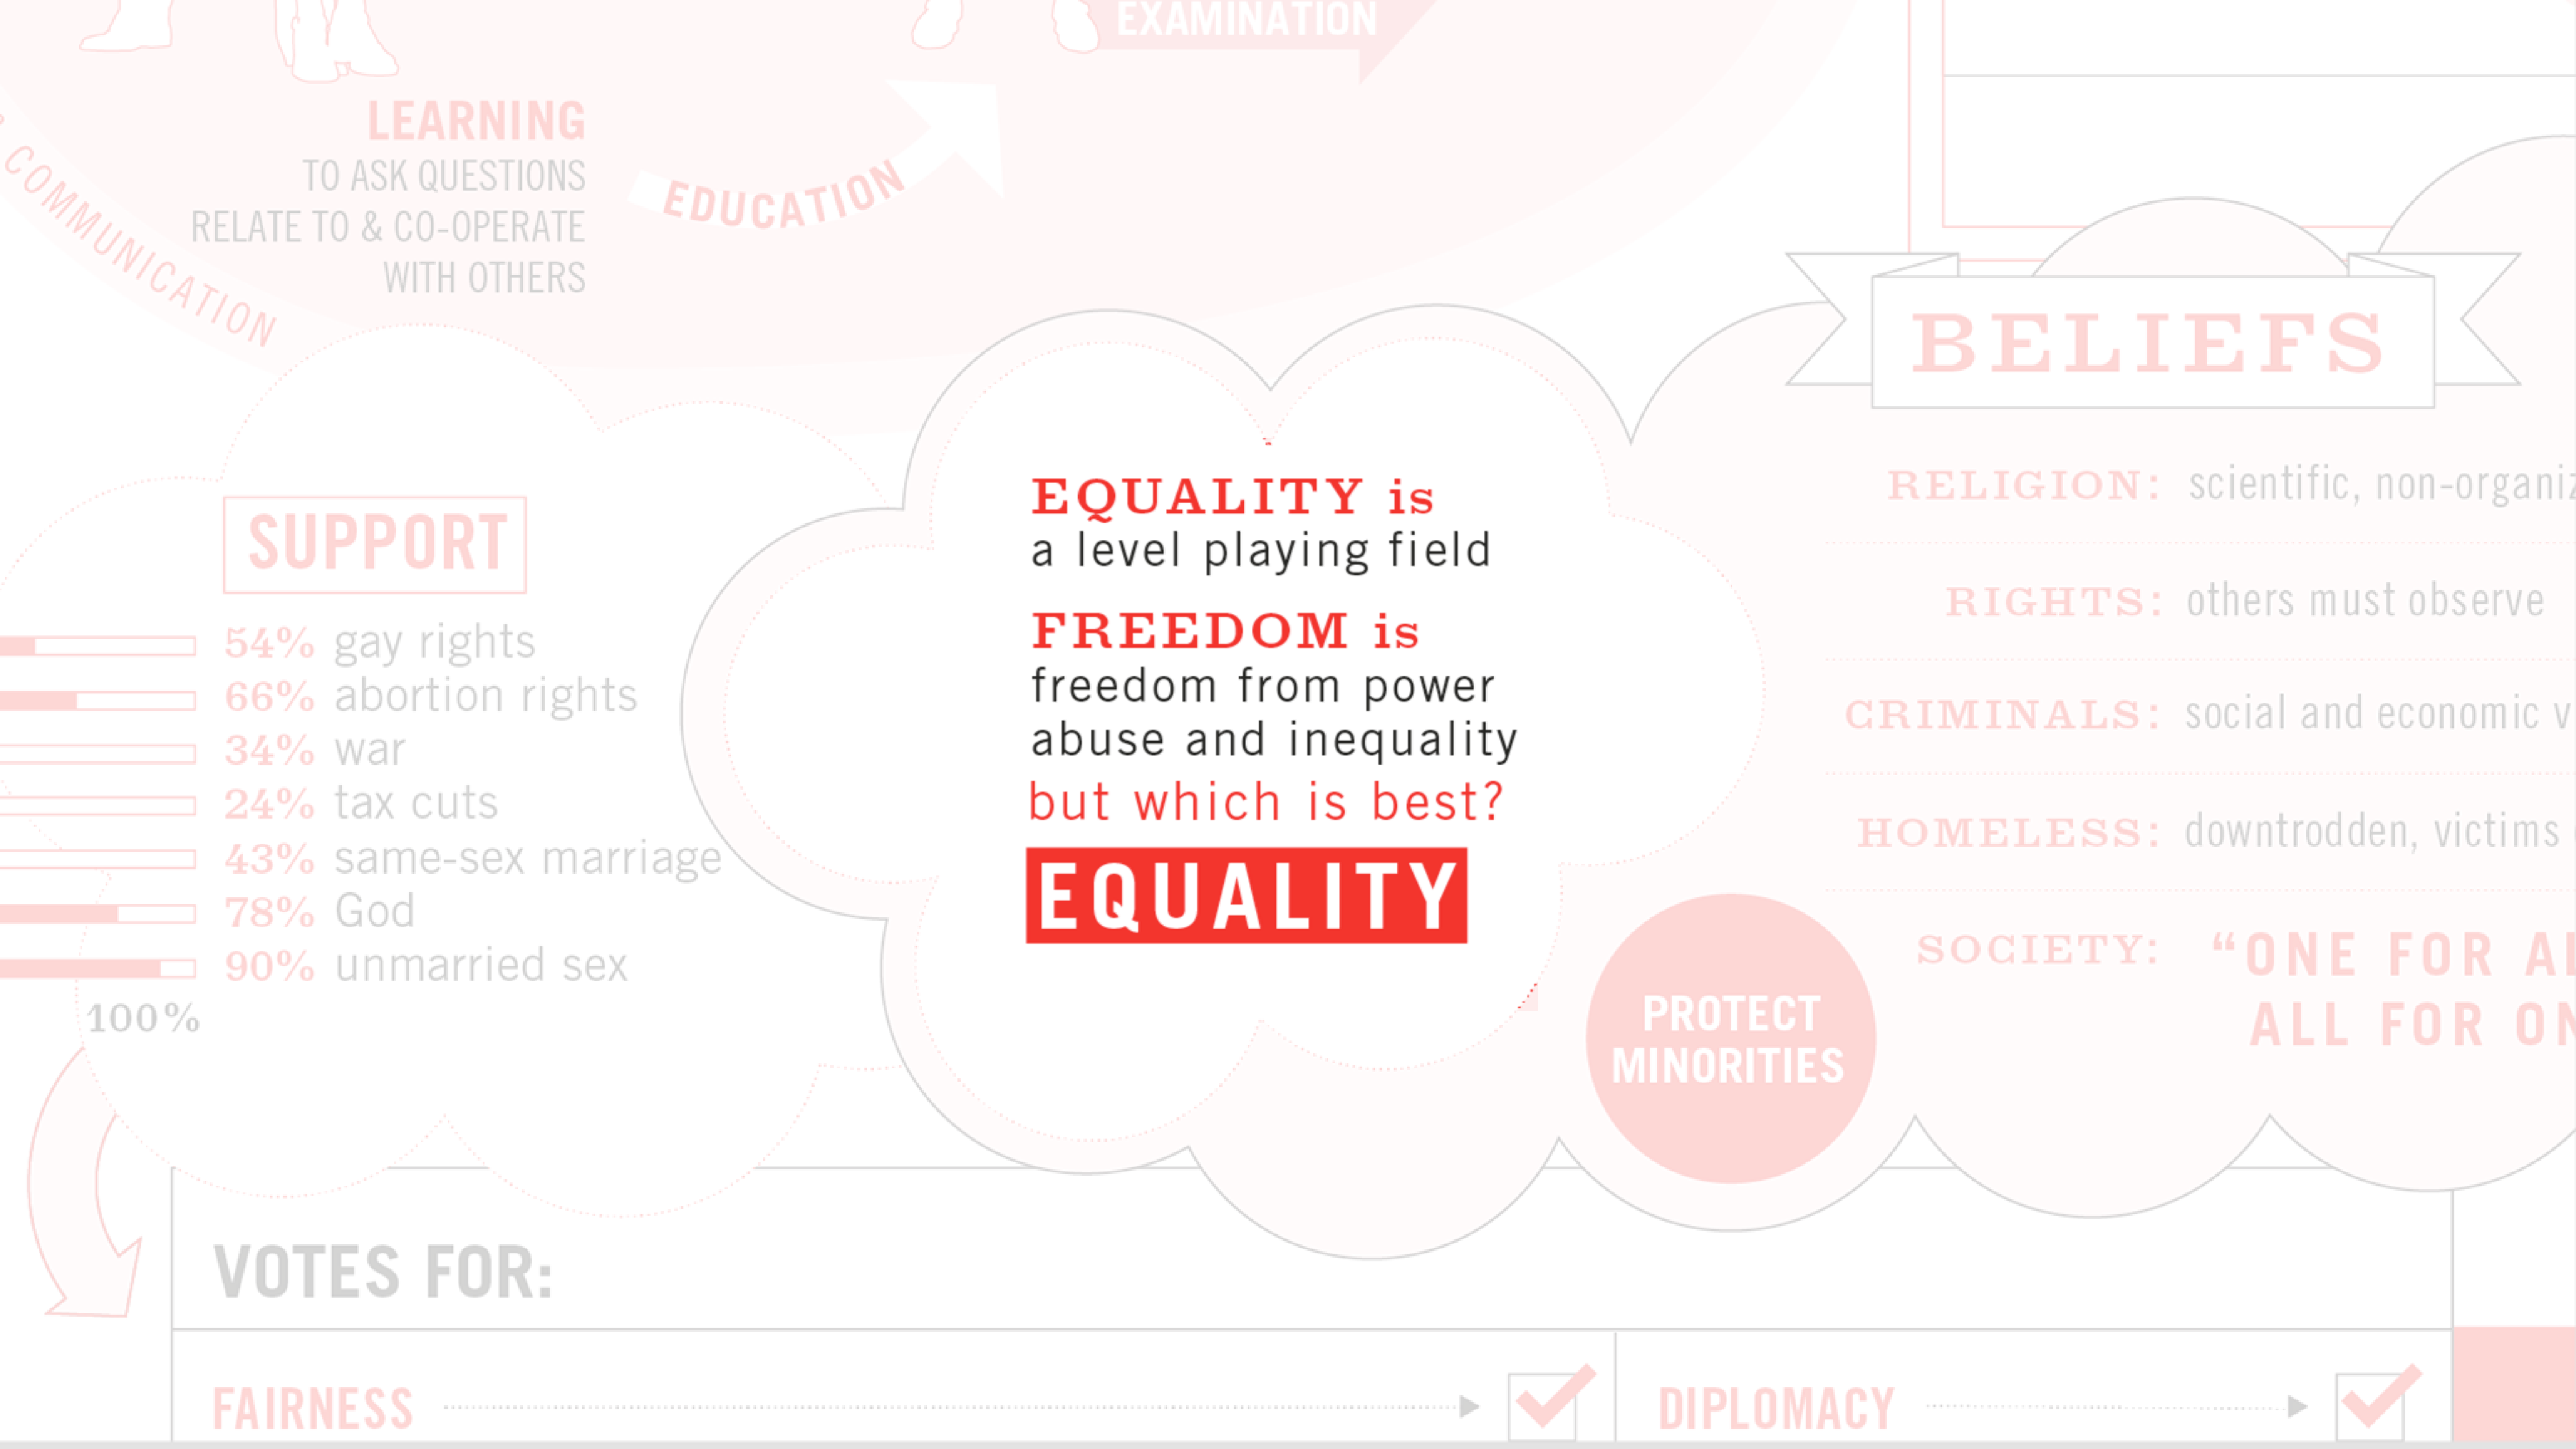 EXAMINATION
LEARNING
TO ASK QUESTIONS
RELATE TO & CO-OPERATE
WITH OTHERS
COMMUNICATION
EDUCATION
SUPPORT
54% gay rights
66% abortion rights
34% war
24% tax cuts
43% same-sex marriage
78% God
90% unmarried sex
100%
EQUALITY is
a level playing field
FREEDOM is
freedom from power
abuse and inequality
but which is best?
EQUALITY
BELIEFS
RELIGION: scientific,
RIGHTS: others must observe
CRIMINALS: social and economic
HOMELESS: downtrodden, victims
SOCIETY: "ONE FOR
ALL FOR
PROTECT
MINORITIES
VOTES FOR:
FAIRNESS
DIPLOMACY